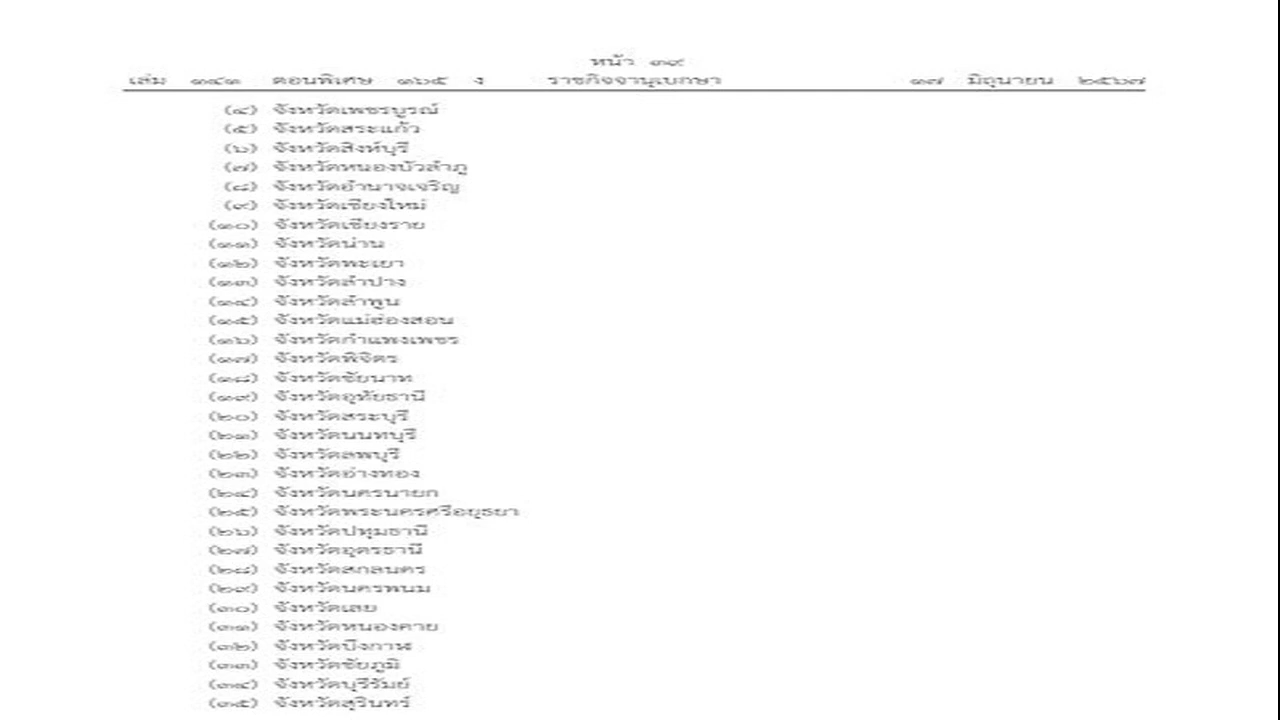 หน้า ๓๙
เล่ม ๑๔๑ ตอนพิเศษ ๑๖๕ ง ราชกิจจานุเบกษา ๑๗ มิถุนายน ๒๕๖๗
(๔) จังหวัดเพชรบูรณ์
(๕) จังหวัดสระแก้ว
(๖) จังหวัดสิงห์บุรี
(๗) จังหวัดหนองบัวลำภู
(๘) จังหวัดอำนาจเจริญ
(๙) จังหวัดเชียงใหม่
(๑๐) จังหวัดเชียงราย
(๑๑) จังหวัดน่าน
(๑๒) จังหวัดพะเยา
(๑๓) จังหวัดลำปาง
(๑๔) จังหวัดลำพูน
(๑๕) จังหวัดแม่ฮ่องสอน
(๑๖) จังหวัดกำแพงเพชร
(๑๗) จังหวัดพิจิตร
(๑๘) จังหวัดชัยนาท
(๑๙) จังหวัดอุทัยธานี
(๒๐) จังหวัดสระบุรี
(๒๑) จังหวัดนนทบุรี
(๒๒) จังหวัดลพบุรี
(๒๓) จังหวัดอ่างทอง
(๒๔) จังหวัดนครนายก
(๒๕) จังหวัดพระนครศรีอยุธยา
(๒๖) จังหวัดปทุมธานี
(๒๗) จังหวัดอุดรธานี
(๒๘) จังหวัดสกลนคร
(๒๙) จังหวัดนครพนม
(๓๐) จังหวัดเลย
(๓๑) จังหวัดหนองคาย
(๓๒) จังหวัดบึงกาฬ
(๓๓) จังหวัดชัยภูมิ
(๓๔) จังหวัดบุรีรัมย์
(๓๕) จังหวัดสุรินทร์